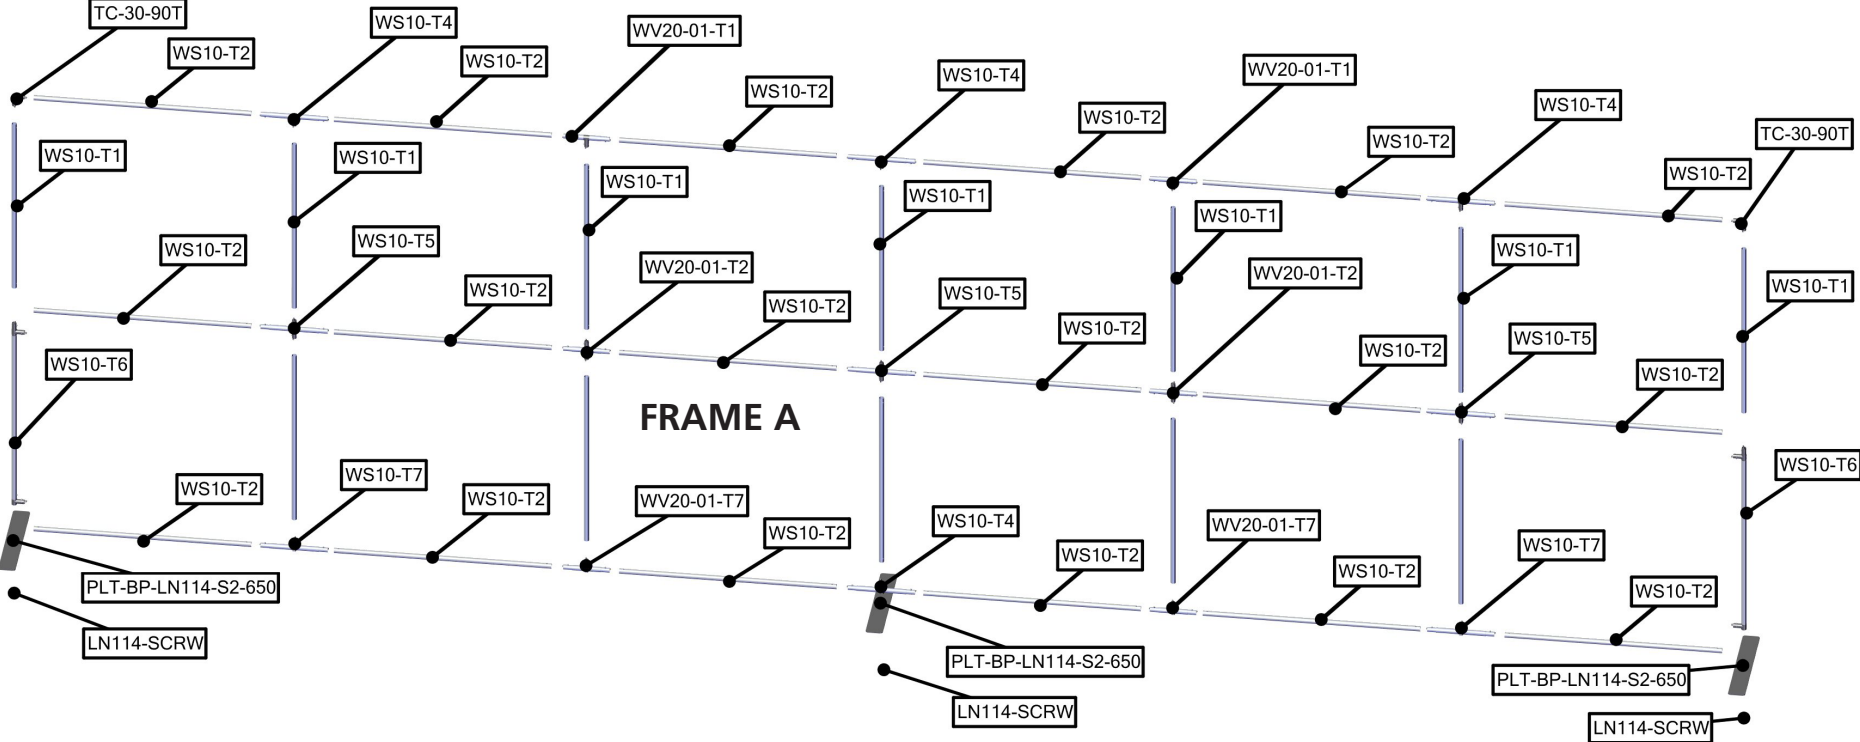 TC-30-90T
WS10-T2
WS10-T4
WS10-T2
WV20-01-T1
WS10-T2
WS10-T4
WS10-T2
WV20-01-T1
WS10-T2
WS10-T4
WS10-T2
TC-30-90T
WS10-T1
WS10-T1
WS10-T1
WS10-T1
WS10-T1
WS10-T1
WS10-T1
WS10-T2
WS10-T5
WS10-T2
WV20-01-T2
WS10-T2
WS10-T5
WS10-T2
WV20-01-T2
WS10-T2
WS10-T5
WS10-T2
WS10-T6
FRAME A
WS10-T6
WS10-T2
WS10-T7
WS10-T2
WV20-01-T7
WS10-T2
WS10-T4
WS10-T2
WV20-01-T7
WS10-T2
WS10-T7
WS10-T2
PLT-BP-LN114-S2-650
LN114-SCRW
PLT-BP-LN114-S2-650
LN114-SCRW
PLT-BP-LN114-S2-650
LN114-SCRW